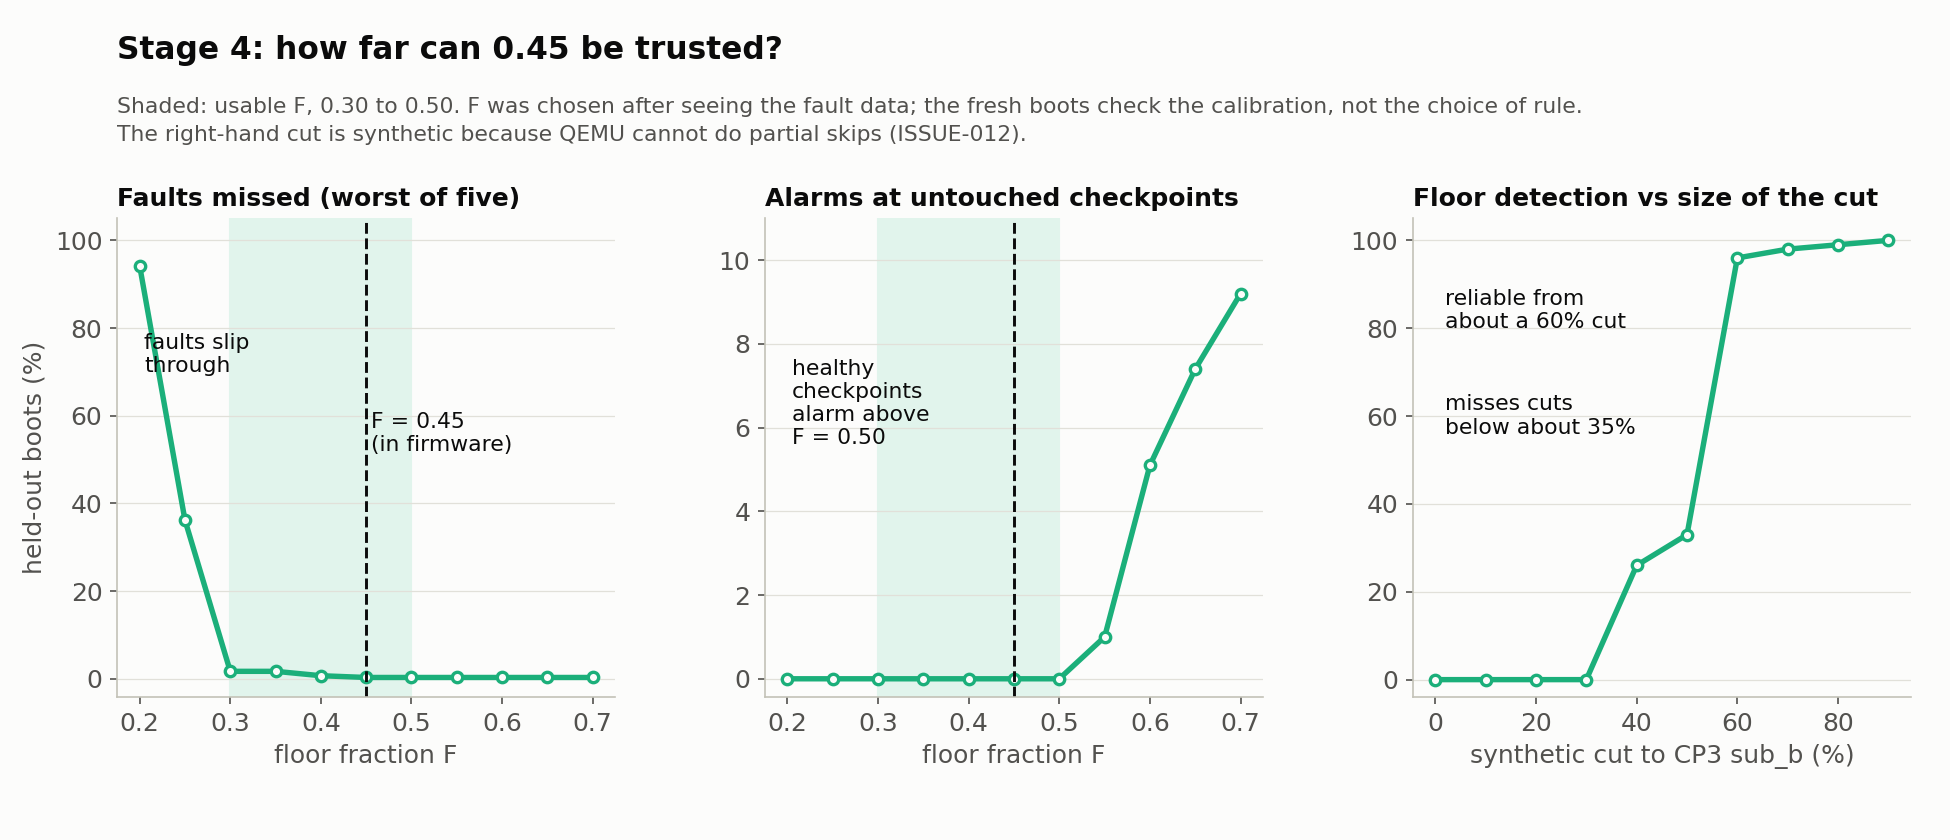 Stage 4: how far can 0.45 be trusted?
Shaded: usable F, 0.30 to 0.50. F was chosen after seeing the fault data; the fresh boots check the calibration, not the choice of rule.
The right-hand cut is synthetic because QEMU cannot do partial skips (ISSUE-012).
Faults missed (worst of five)
held-out boots (%)
100
80
60
40
20
0
faults slip
through
F = 0.45
(in firmware)
0.2 0.3 0.4 0.5 0.6 0.7
floor fraction F
Alarms at untouched checkpoints
10
8
6
4
2
0
healthy
checkpoints
alarm above
F = 0.50
0.2 0.3 0.4 0.5 0.6 0.7
floor fraction F
Floor detection vs size of the cut
100
80
60
40
20
0
reliable from
about a 60% cut
misses cuts
below about 35%
0 20 40 60 80
synthetic cut to CP3 sub_b (%)